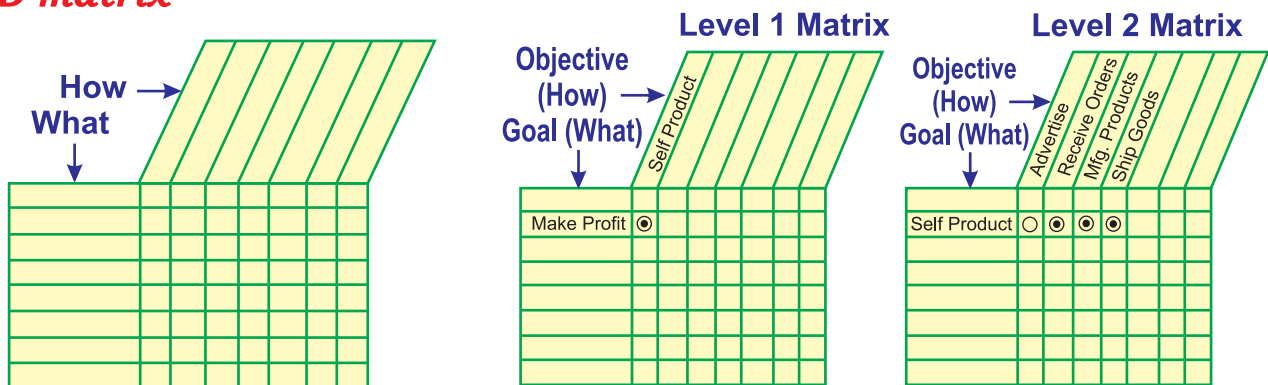 D matrix
How
What
Level 1 Matrix
Objective
(How)
Goal (What)
Self Product
Make Profit
Level 2 Matrix
Objective
(How)
Goal (What)
Advertise
Receive Orders
Mfg. Products
Ship Goods
Self Product